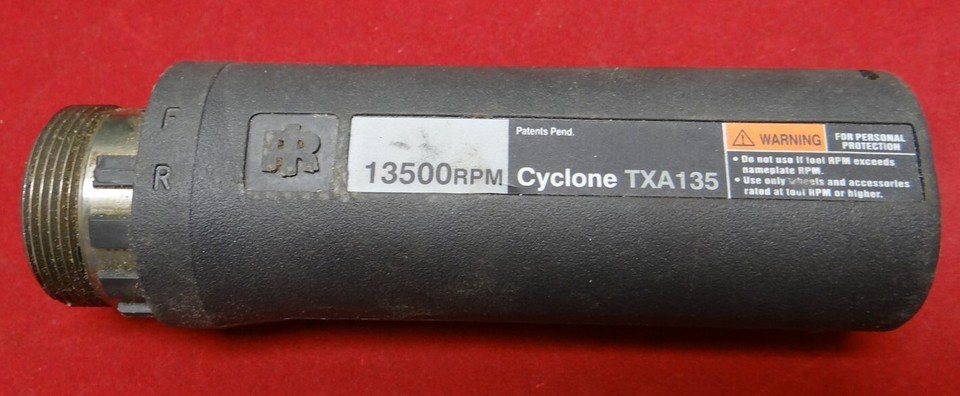 F
R
IR
13500RPM
Patents Pend.
Cyclone TXA135
WARNING
FOR PERSONAL
PROTECTION
• Do not use if tool RPM exceeds
nameplate RPM.
• Use only wheels and accessories
rated at tool RPM or higher.